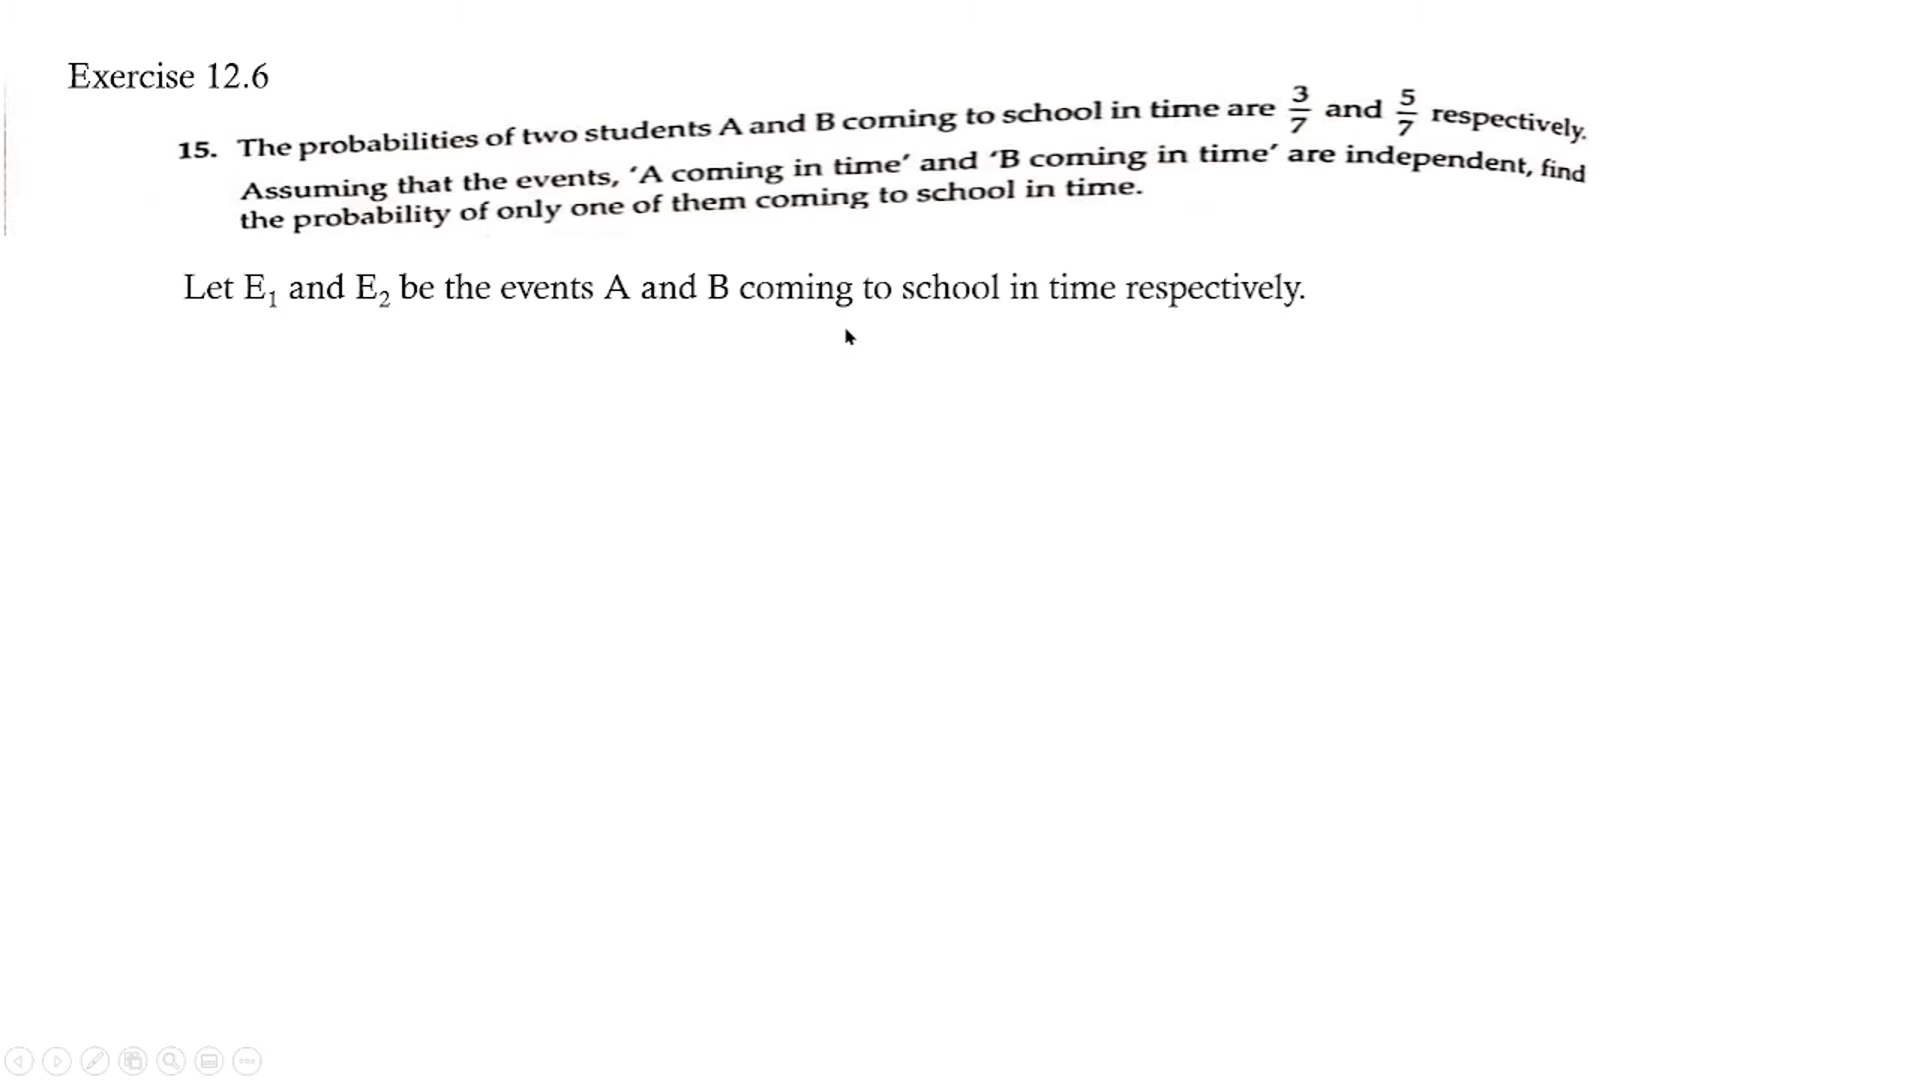 Exercise 12.6
15. The probabilities of two students A and B coming to school in time are 3/7 and 5/7 respectively.
Assuming that the events, ‘A coming in time’ and ‘B coming in time’ are independent, find
the probability of only one of them coming to school in time.
Let E₁ and E₂ be the events A and B coming to school in time respectively.